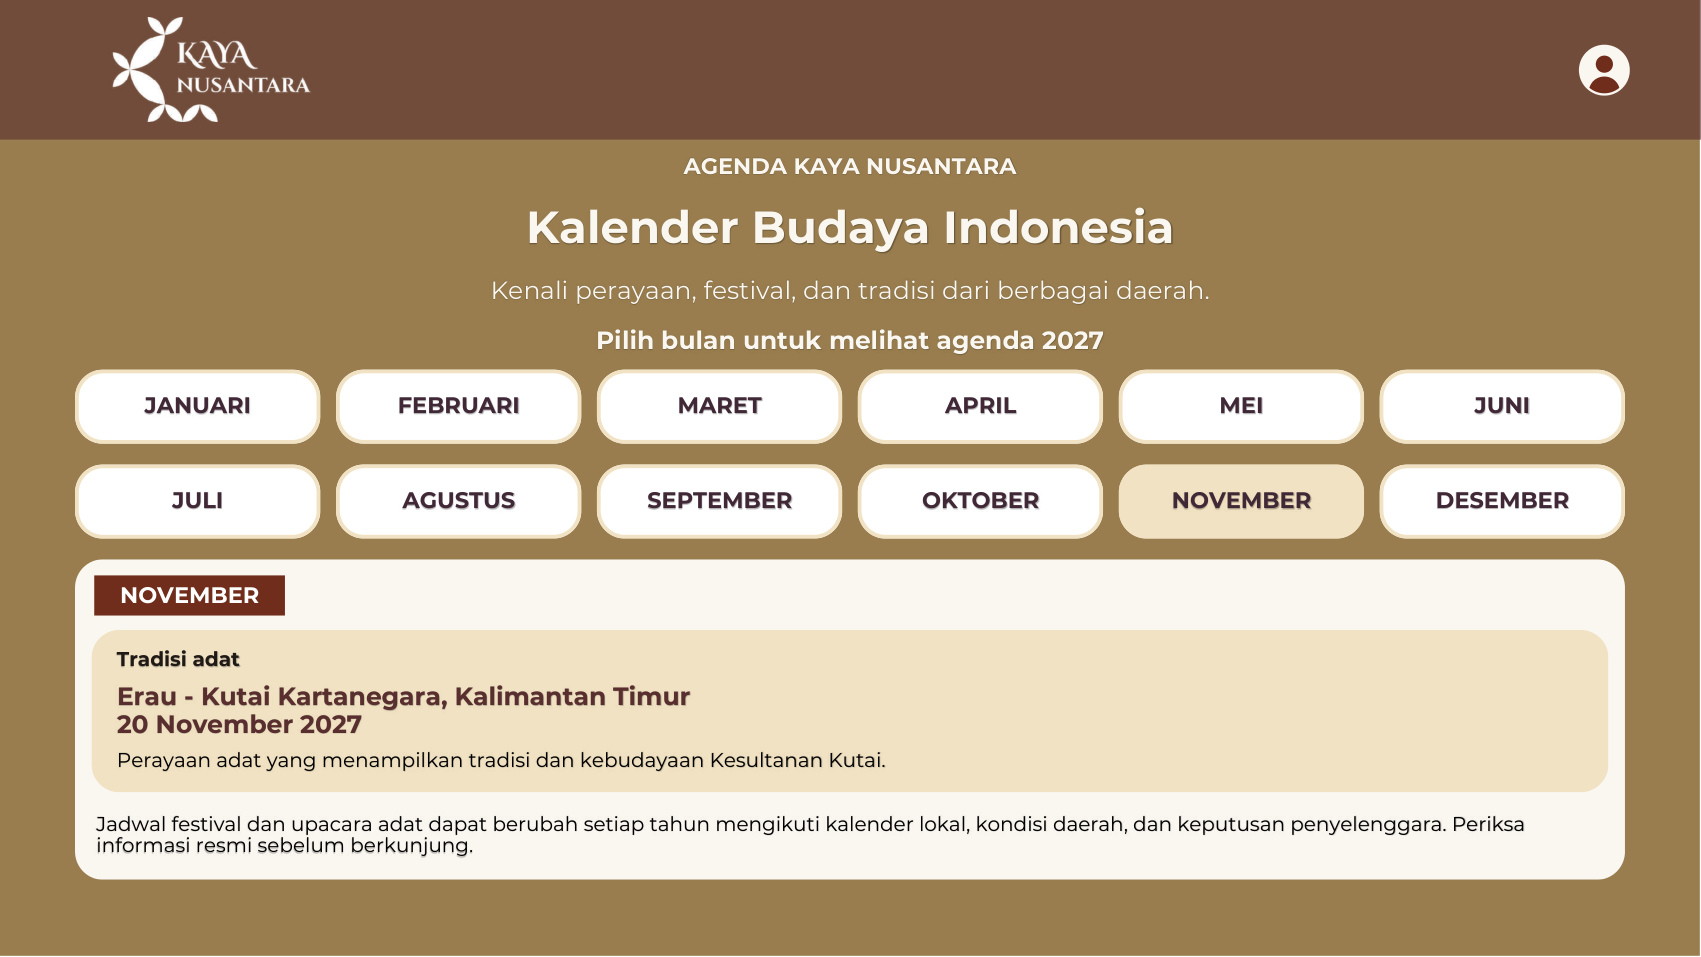 KAYA
NUSANTARA
AGENDA KAYA NUSANTARA
Kalender Budaya Indonesia
Kenali perayaan, festival, dan tradisi dari berbagai daerah.
Pilih bulan untuk melihat agenda 2027
JANUARI
FEBRUARI
MARET
APRIL
MEI
JUNI
JULI
AGUSTUS
SEPTEMBER
OKTOBER
NOVEMBER
DESEMBER
NOVEMBER
Tradisi adat
Erau - Kutai Kartanegara, Kalimantan Timur
20 November 2027
Perayaan adat yang menampilkan tradisi dan kebudayaan Kesultanan Kutai.
Jadwal festival dan upacara adat dapat berubah setiap tahun mengikuti kalender lokal, kondisi daerah, dan keputusan penyelenggara. Periksa
informasi resmi sebelum berkunjung.